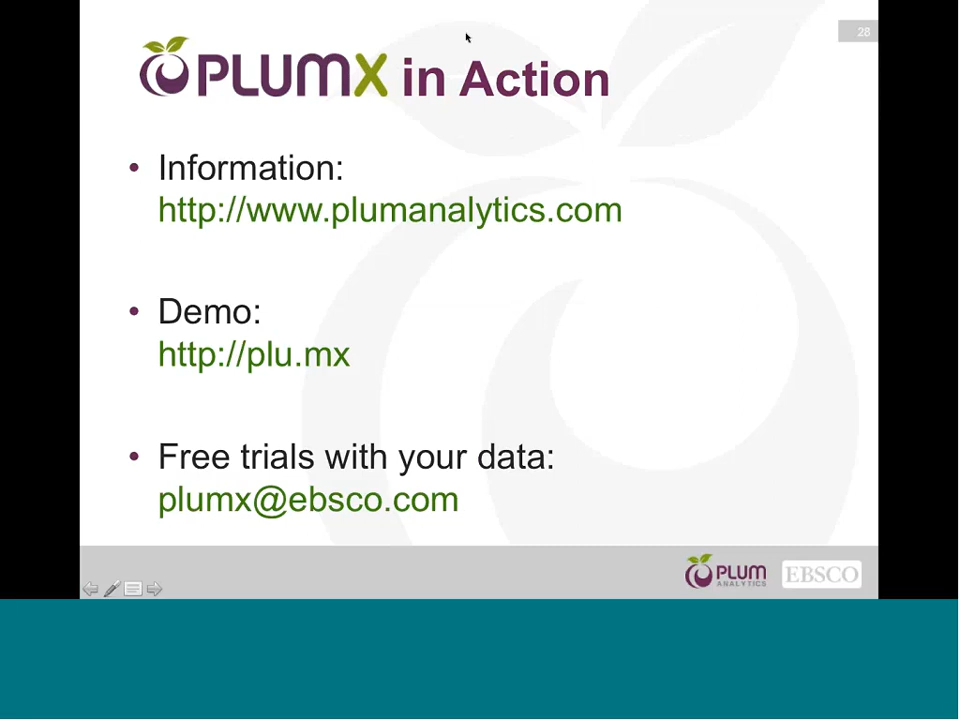 28
PLUMX in Action
• Information:
http://www.plumanalytics.com
• Demo:
http://plu.mx
• Free trials with your data:
plumx@ebsco.com
PLUM
ANALYTICS
EBSCO